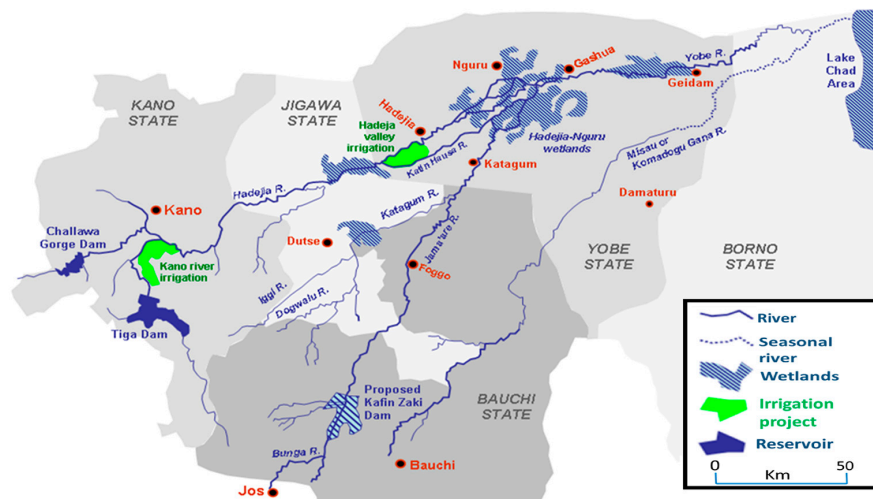 KANO
STATE
JIGAWA
STATE
Nguru
Gashua
Yobe R.
Geidam
Lake
Chad
Area
Hadejia
Hadeja
valley
irrigation
Kafin Hausa R.
Hadejia-Nguru
wetlands
Misau or
Komadogu Gana R.
Katagum
Hadejia R.
Kano
Katagum R.
Jama'are R.
Damaturu
Challawa
Gorge Dam
Dutse
YOBE
STATE
BORNO
STATE
Kano river
irrigation
Foggo
Iggi R.
Dogwalu R.
Tiga Dam
Proposed
Kafin Zaki
Dam
BAUCHI
STATE
Bunga R.
Bauchi
Jos
River
Seasonal
river
Wetlands
Irrigation
project
Reservoir
0 50
Km